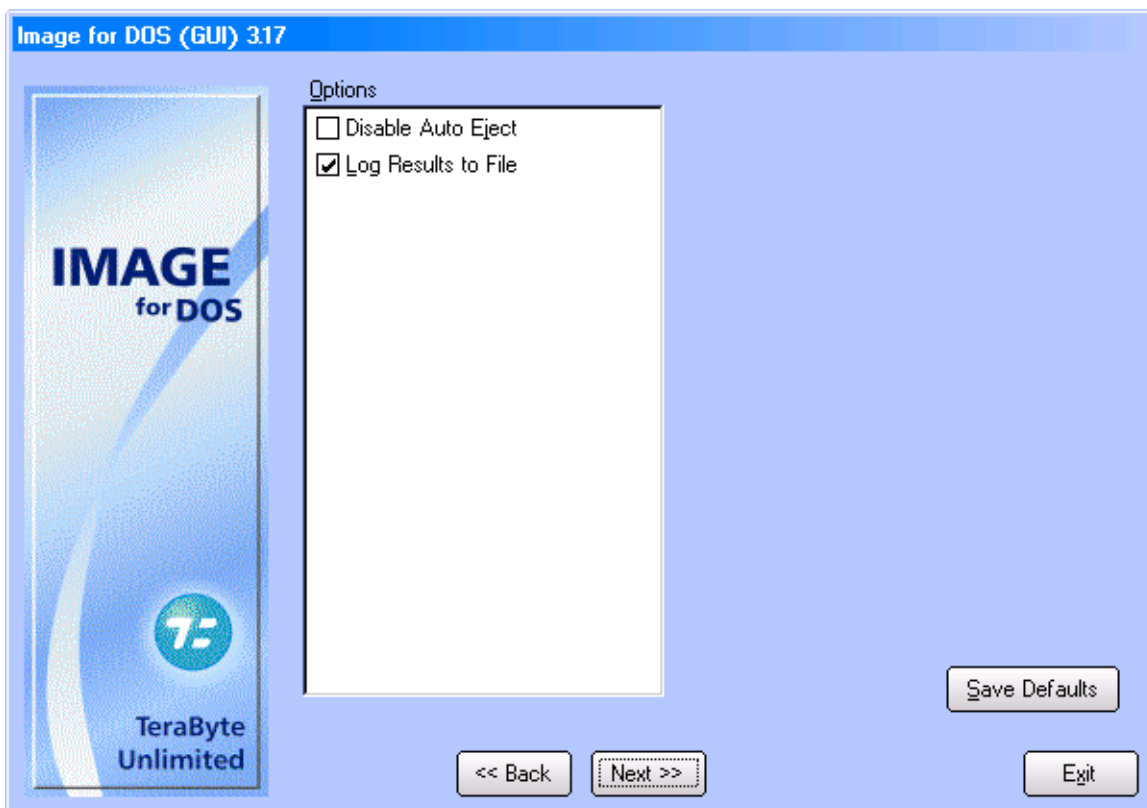 Image for DOS (GUI) 3.17
Options
Disable Auto Eject
Log Results to File
IMAGE
for DOS
TeraByte
Unlimited
Save Defaults
<< Back
Next >>
Exit